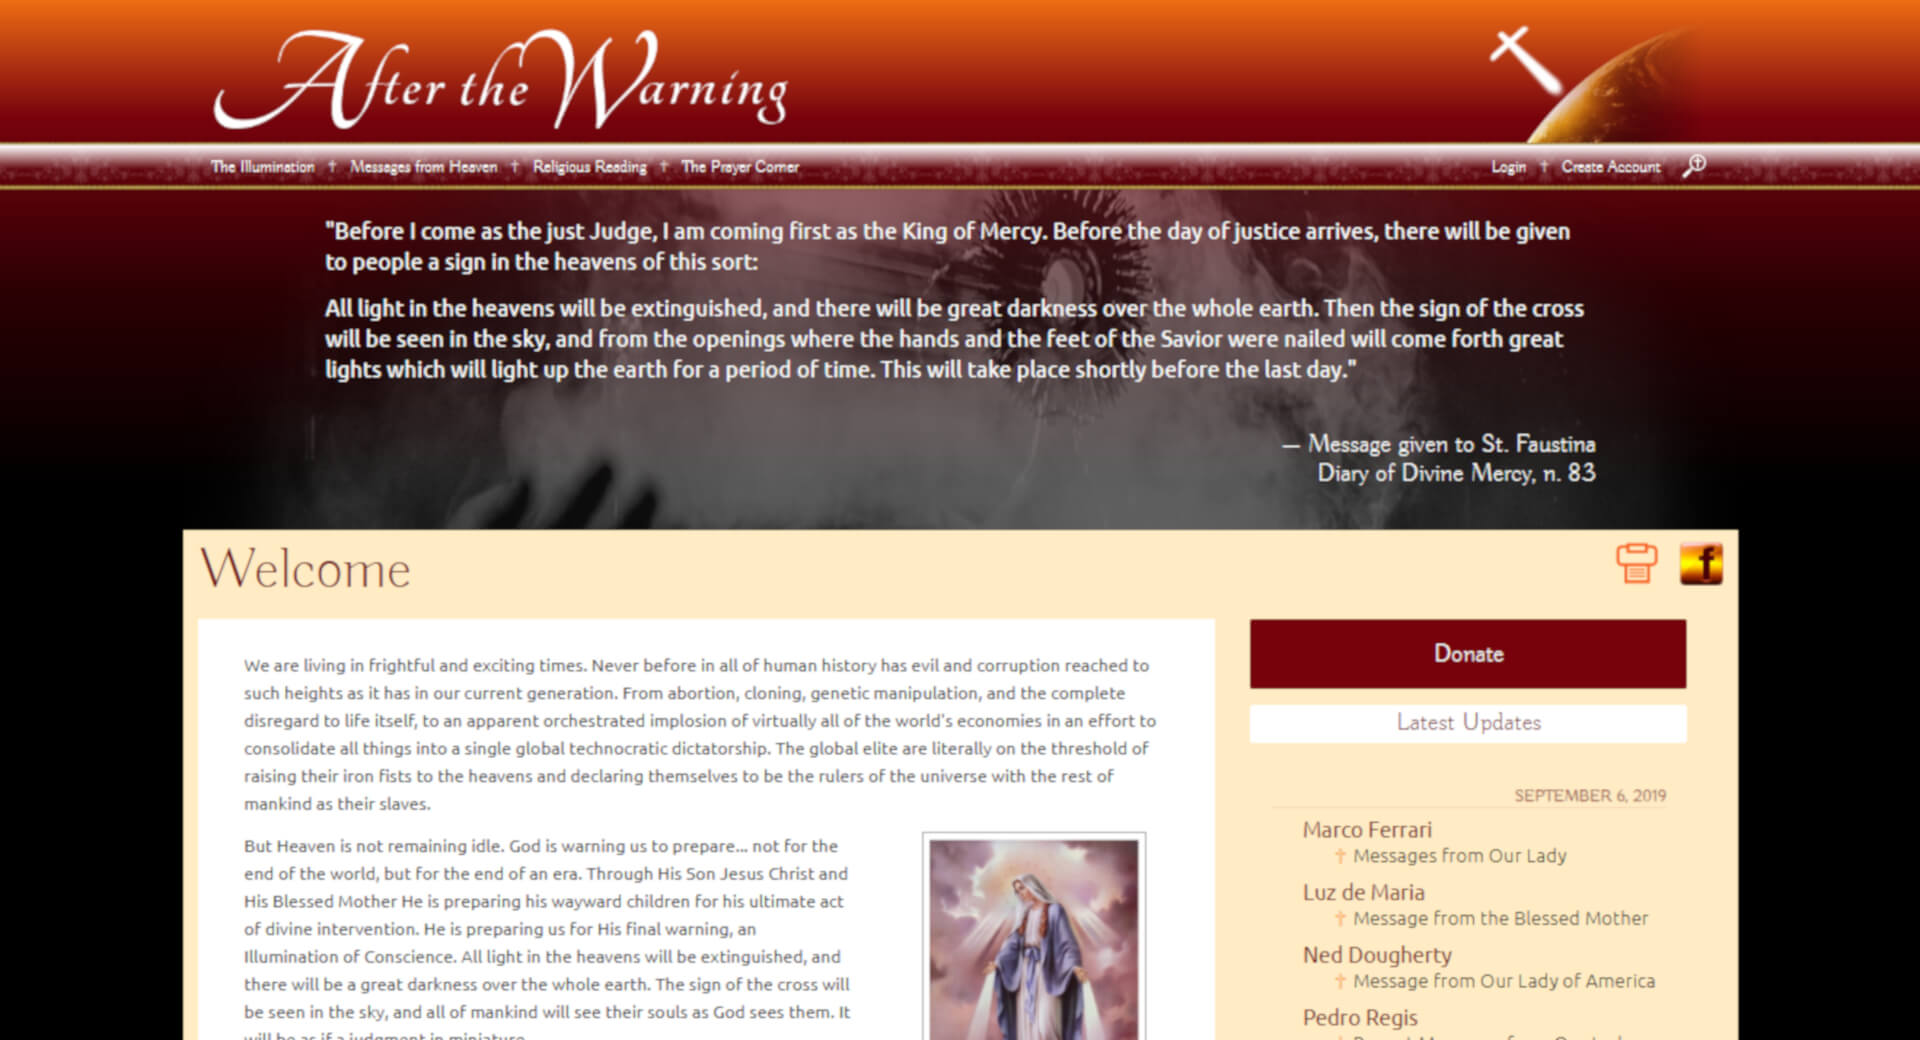 After the Warning
The Illumination † Messages from Heaven † Religious Reading † The Prayer Corner
Login † Create Account
"Before I come as the just Judge, I am coming first as the King of Mercy. Before the day of justice arrives, there will be given
to people a sign in the heavens of this sort:
All light in the heavens will be extinguished, and there will be great darkness over the whole earth. Then the sign of the cross
will be seen in the sky, and from the openings where the hands and the feet of the Savior were nailed will come forth great
lights which will light up the earth for a period of time. This will take place shortly before the last day."
— Message given to St. Faustina
Diary of Divine Mercy, n. 83
Welcome
We are living in frightful and exciting times. Never before in all of human history has evil and corruption reached to
such heights as it has in our current generation. From abortion, cloning, genetic manipulation, and the complete
disregard to life itself, to an apparent orchestrated implosion of virtually all of the world's economies in an effort to
consolidate all things into a single global technocratic dictatorship. The global elite are literally on the threshold of
raising their iron fists to the heavens and declaring themselves to be the rulers of the universe with the rest of
mankind as their slaves.
But Heaven is not remaining idle. God is warning us to prepare... not for the
end of the world, but for the end of an era. Through His Son Jesus Christ and
His Blessed Mother He is preparing his wayward children for his ultimate act
of divine intervention. He is preparing us for His final warning, an
Illumination of Conscience. All light in the heavens will be extinguished, and
there will be a great darkness over the whole earth. The sign of the cross will
be seen in the sky, and all of mankind will see their souls as God sees them. It
will be as if a judgment in miniature.
Donate
Latest Updates
SEPTEMBER 6, 2019
Marco Ferrari
† Messages from Our Lady
Luz de Maria
† Message from the Blessed Mother
Ned Dougherty
† Message from Our Lady of America
Pedro Regis